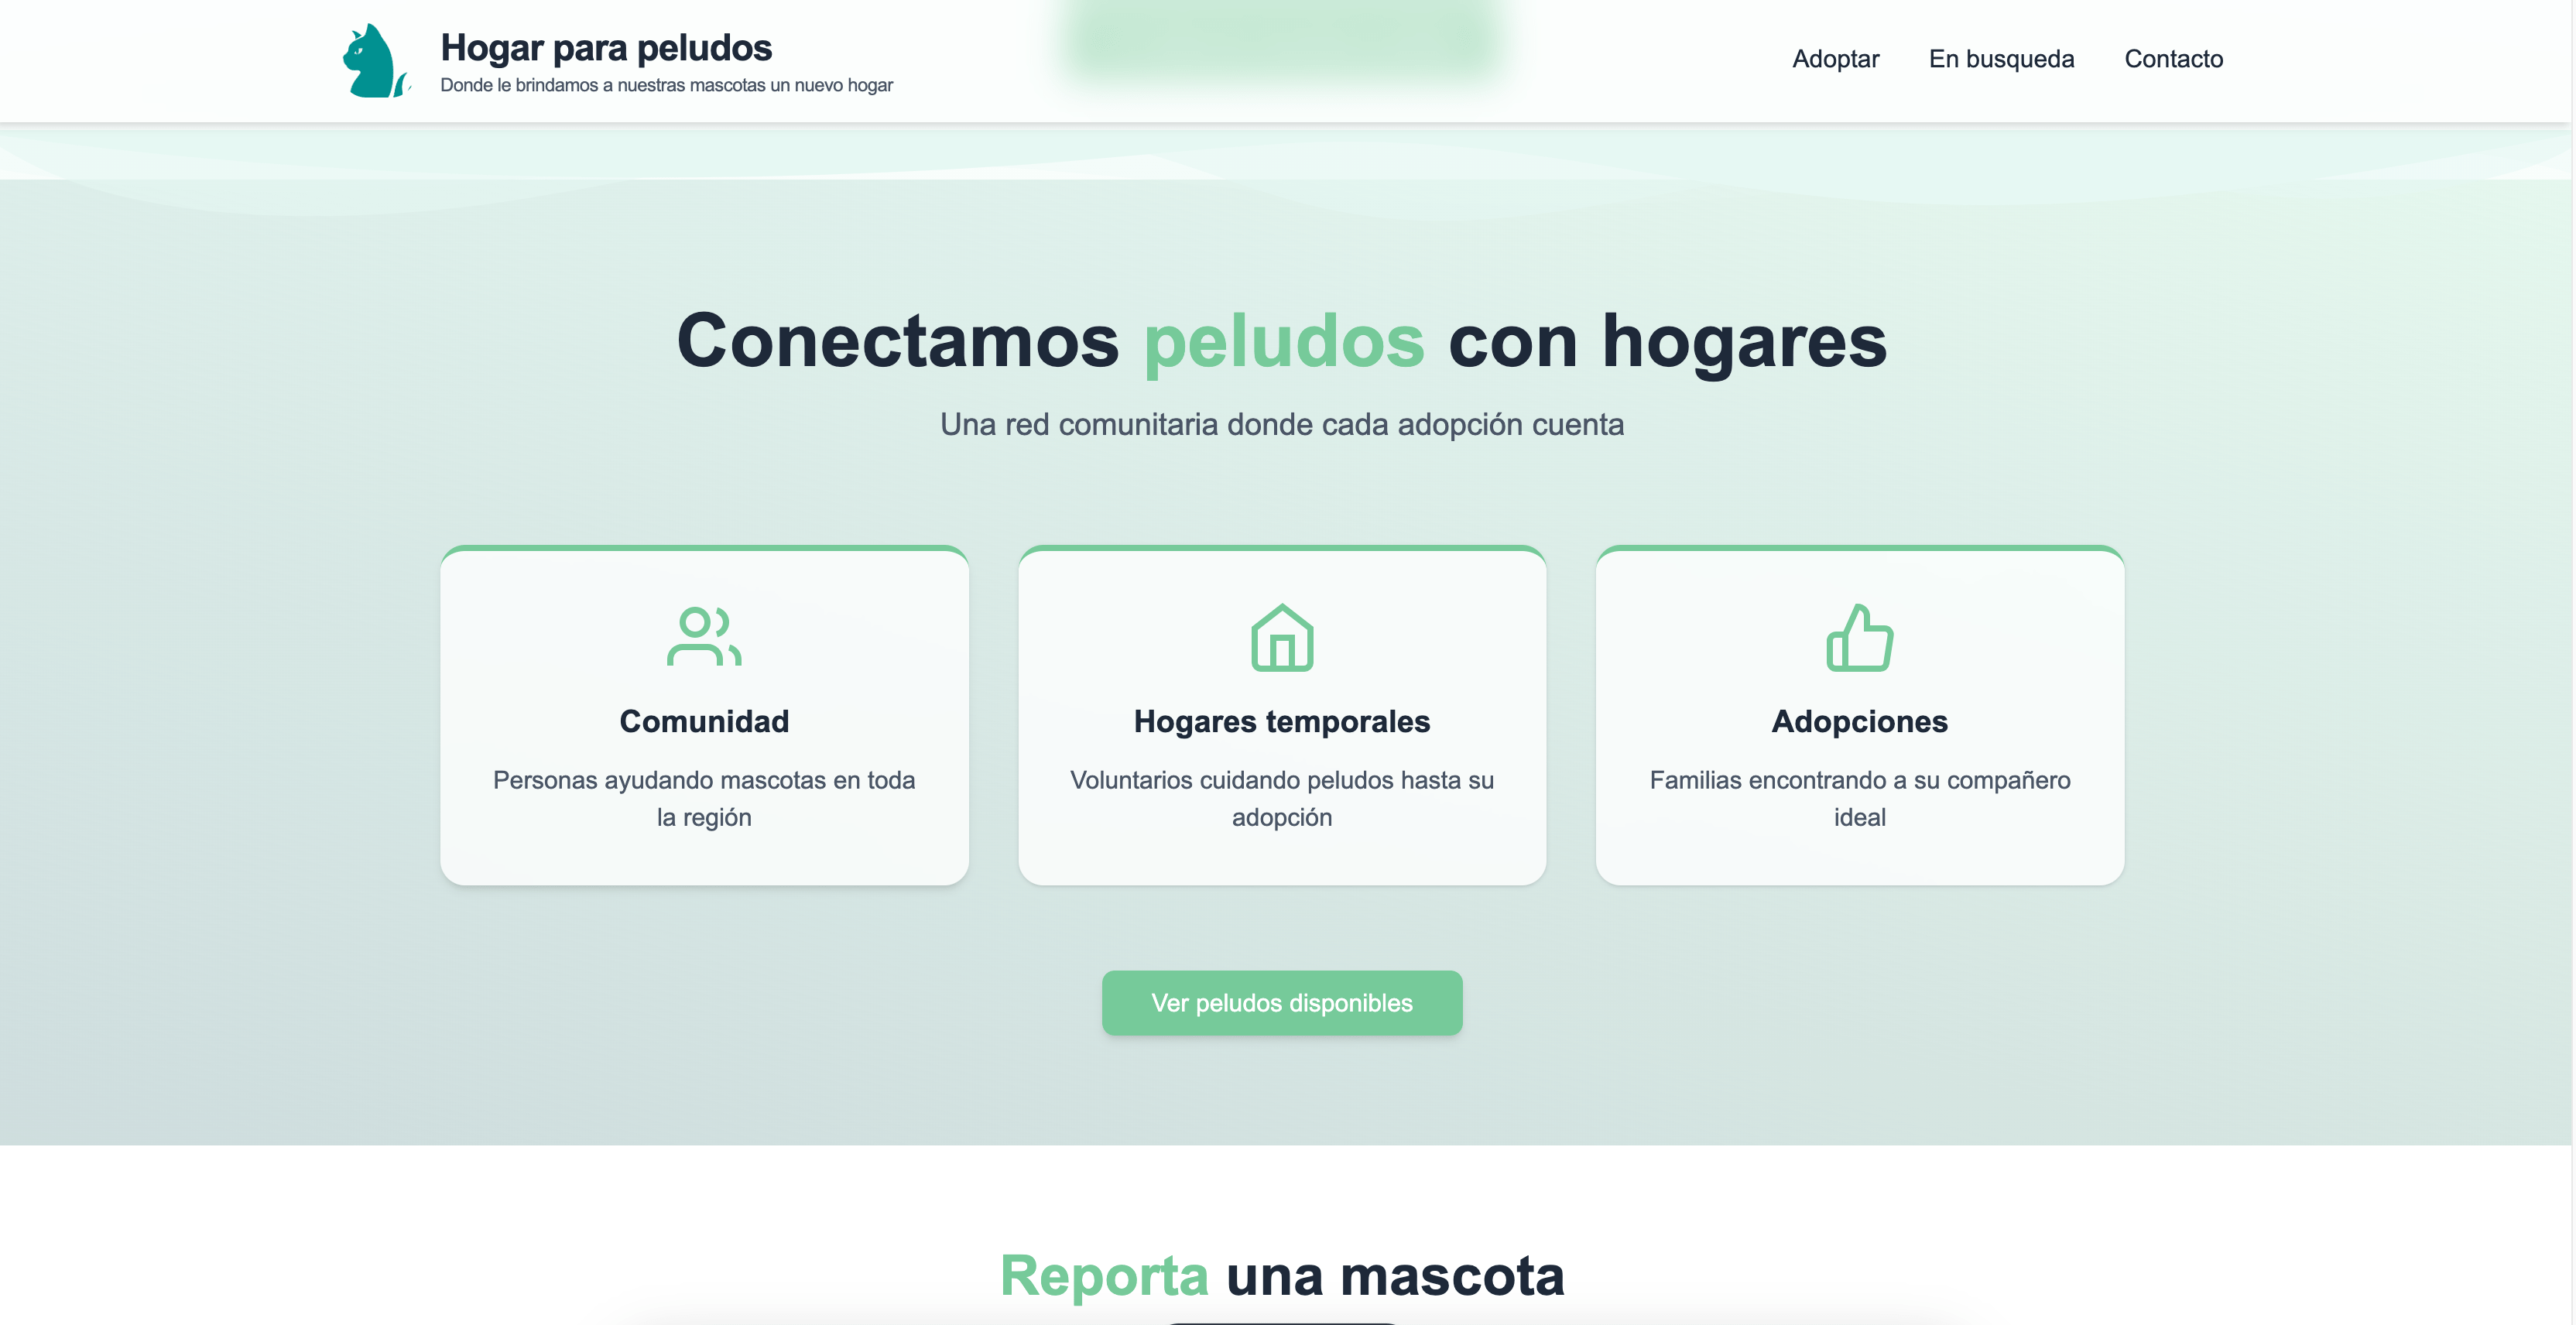 Hogar para peludos
Donde le brindamos a nuestras mascotas un nuevo hogar
Adoptar
En busqueda
Contacto
Conectamos peludos con hogares
Una red comunitaria donde cada adopción cuenta
Comunidad
Personas ayudando mascotas en toda
la región
Hogares temporales
Voluntarios cuidando peludos hasta su
adopción
Adopciones
Familias encontrando a su compañero
ideal
Ver peludos disponibles
Reporta una mascota